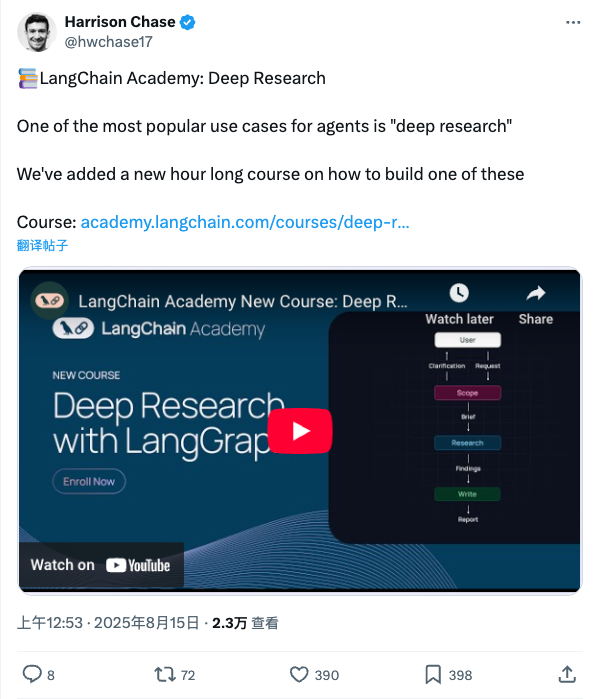 Harrison Chase
@hwchase17
LangChain Academy: Deep Research
One of the most popular use cases for agents is "deep research"
We've added a new hour long course on how to build one of these
Course: academy.langchain.com/courses/deep-r...
翻译帖子
LangChain Academy New Course: Deep R...
Watch later
Share
LangChain Academy
NEW COURSE
Deep Research
with LangGrap
Enroll Now
User
Clarification Request
Scope
Brief
Research
Findings
Write
Report
Watch on YouTube
上午12:53 · 2025年8月15日 · 2.3万 查看
8 72 390 398